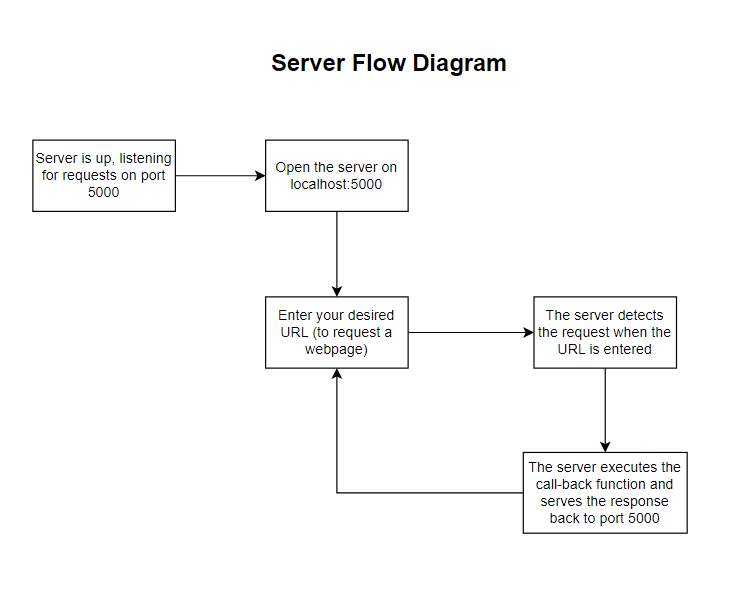 Server Flow Diagram
Server is up, listening
for requests on port
5000
Open the server on
localhost:5000
Enter your desired
URL (to request a
webpage)
The server detects
the request when the
URL is entered
The server executes the
call-back function and
serves the response
back to port 5000